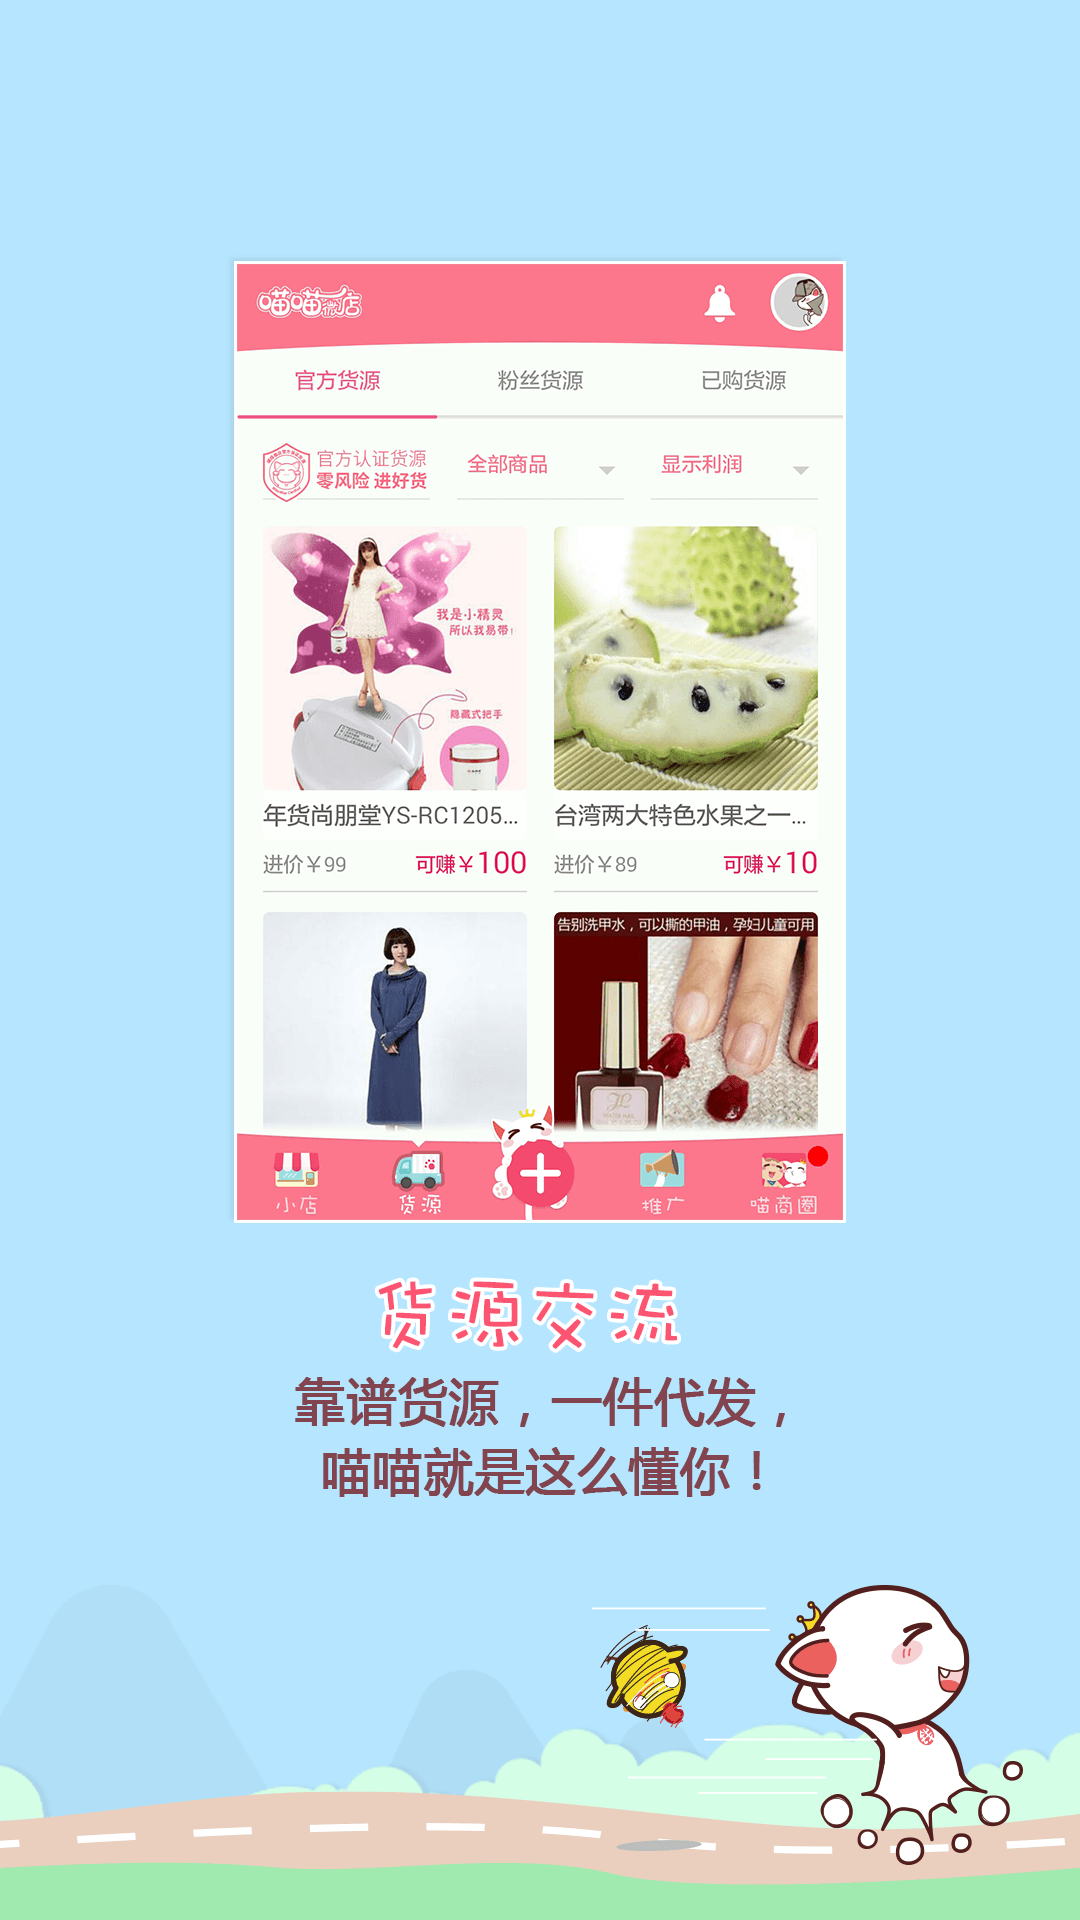 喵喵微店
官方货源
粉丝货源
已购货源
官方认证货源
零风险 进好货
全部商品
显示利润
我是小精灵
所以我易带!
隐藏式把手
年货尚朋堂YS-RC1205...
进价￥99
可赚￥100
台湾两大特色水果之一...
进价￥89
可赚￥10
告别洗甲水，可以撕的甲油，孕妇儿童可用
小店
货源
推广
喵商圈
货源交流
靠谱货源，一件代发，
喵喵就是这么懂你！